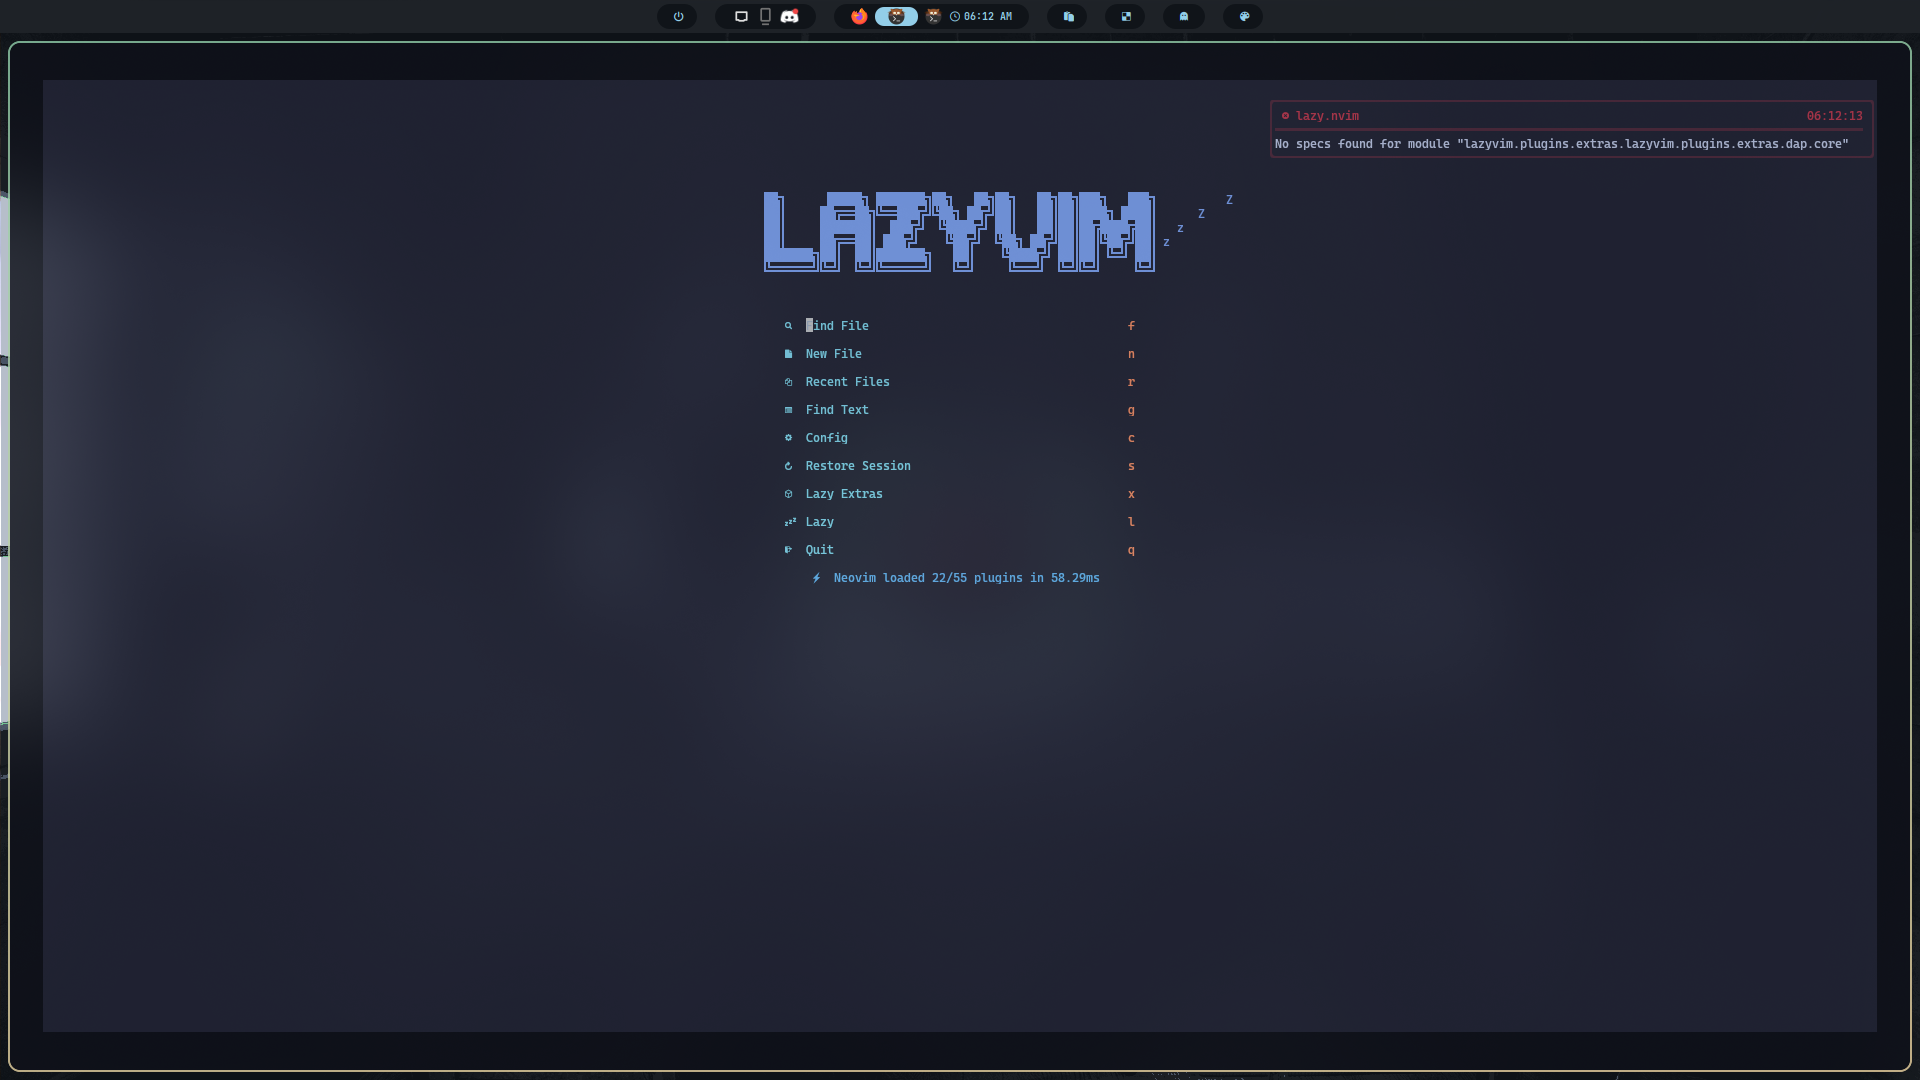 06:12 AM
lazy.nvim 06:12:13
No specs found for module "lazyvim.plugins.extras.lazyvim.plugins.extras.dap.core"
LAZYVIM z z z Z
Find File f
New File n
Recent Files r
Find Text g
Config c
Restore Session s
Lazy Extras x
Lazy l
Quit q
Neovim loaded 22/55 plugins in 58.29ms